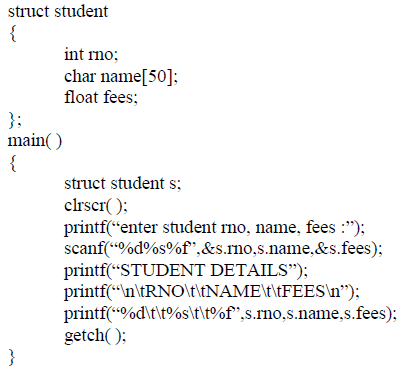 struct student
{
int rno;
char name[50];
float fees;
};
main( )
{
struct student s;
clrscr( );
printf(“enter student rno, name, fees :”);
scanf(“%d%s%f”,&s.rno,s.name,&s.fees);
printf(“STUDENT DETAILS”);
printf(“\n\tRNO\t\tNAME\t\tFEES\n”);
printf(“%d\t\t%s\t\t%f”,s.rno,s.name,s.fees);
getch( );
}